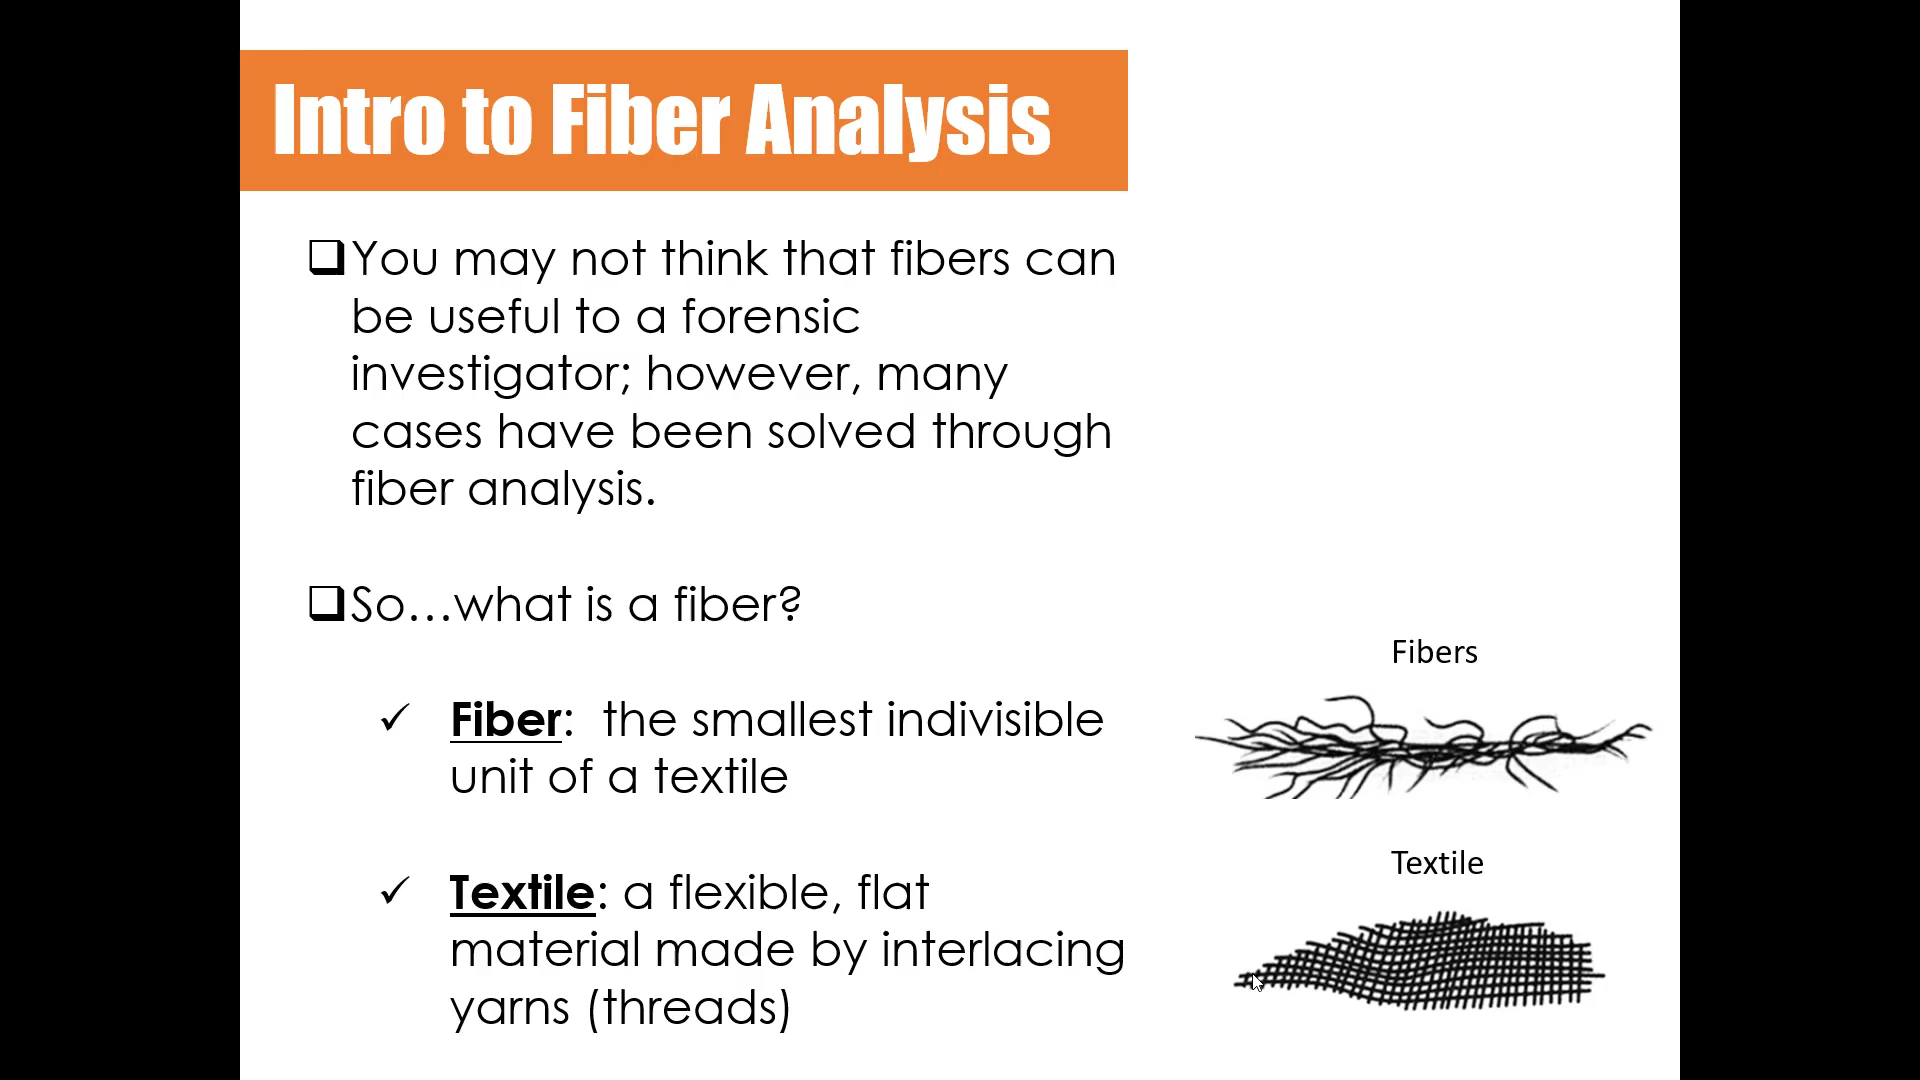 Intro to Fiber Analysis
❑You may not think that fibers can
be useful to a forensic
investigator; however, many
cases have been solved through
fiber analysis.
❑So...what is a fiber?
✓ Fiber:  the smallest indivisible
unit of a textile
✓ Textile: a flexible, flat
material made by interlacing
yarns (threads)
Fibers
Textile